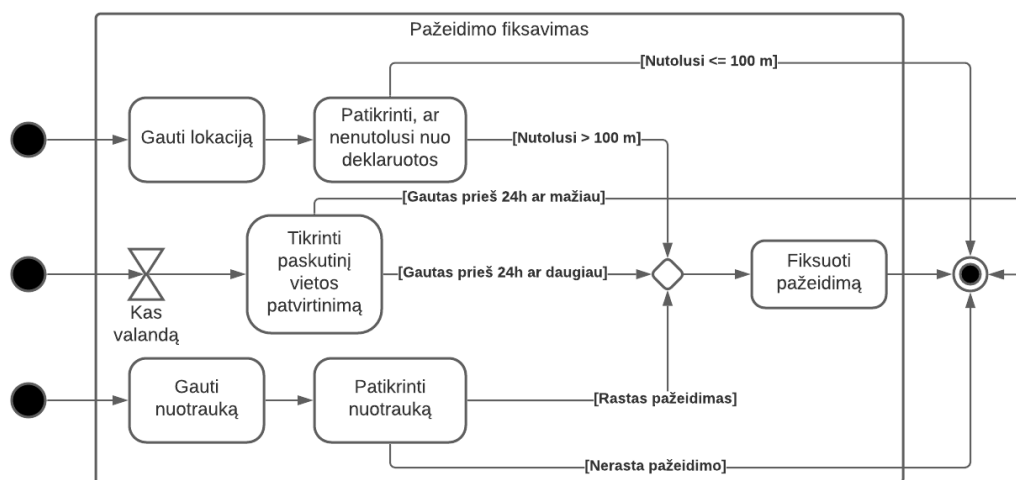 Pažeidimo fiksavimas
[Nutolusi <= 100 m]
Gauti lokaciją
Patikrinti, ar
nenutolusi nuo
deklaruotos
[Nutolusi > 100 m]
[Gautas prieš 24h ar mažiau]
Kas
valandą
Tikrinti
paskutinį
vietos
patvirtinimą
[Gautas prieš 24h ar daugiau]
Fiksuoti
pažeidimą
Gauti
nuotrauką
Patikrinti
nuotrauką
[Rastas pažeidimas]
[Nerasta pažeidimo]